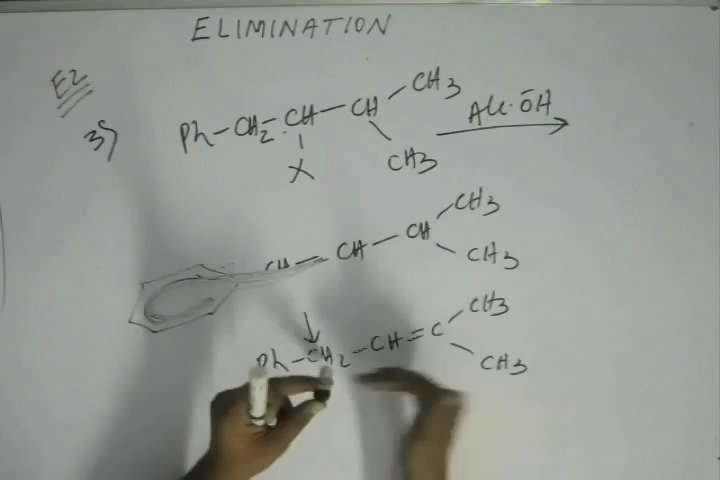 ELIMINATION
E2
3) Ph-CH2-CH-CH-CH3 Alc. ŌH
X CH3
CH=CH-CH-CH3
CH3
Ph-CH2-CH=C-CH3
CH3